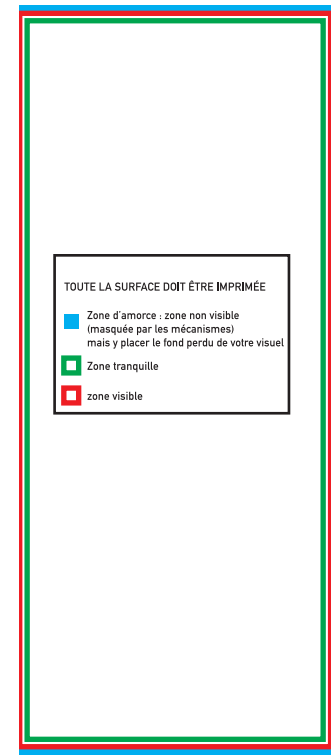 TOUTE LA SURFACE DOIT ÊTRE IMPRIMÉE
Zone d'amorce : zone non visible
(masquée par les mécanismes)
mais y placer le fond perdu de votre visuel
Zone tranquille
zone visible